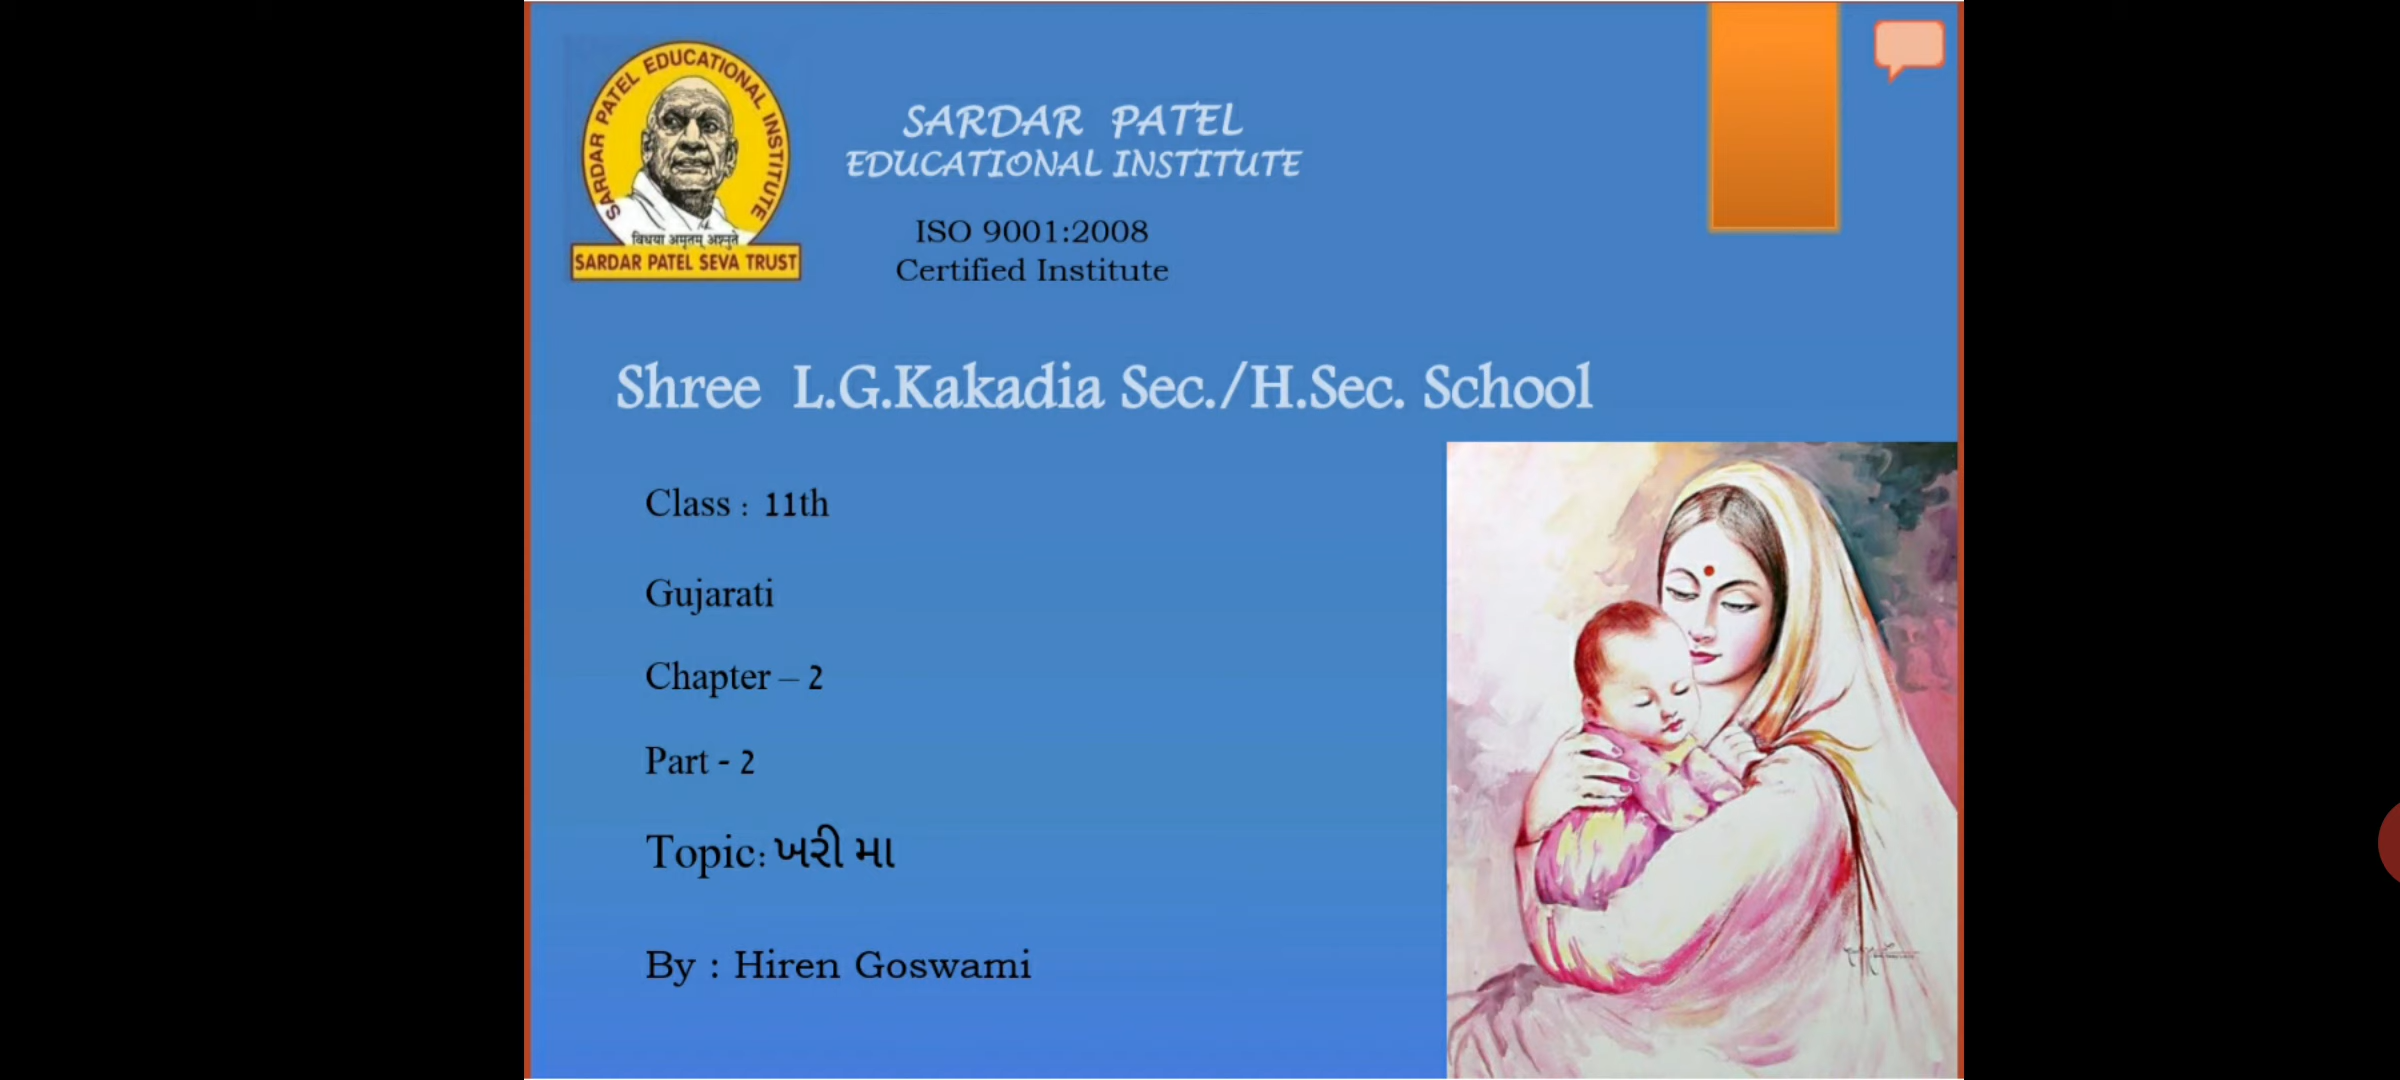 SARDAR PATEL EDUCATIONAL INSTITUTE
विद्यया अमृतम् अश्नुते
SARDAR PATEL SEVA TRUST
SARDAR PATEL
EDUCATIONAL INSTITUTE
ISO 9001:2008
Certified Institute
Shree L.G.Kakadia Sec./H.Sec. School
Class : 11th
Gujarati
Chapter – 2
Part - 2
Topic: ખરી મા
By : Hiren Goswami